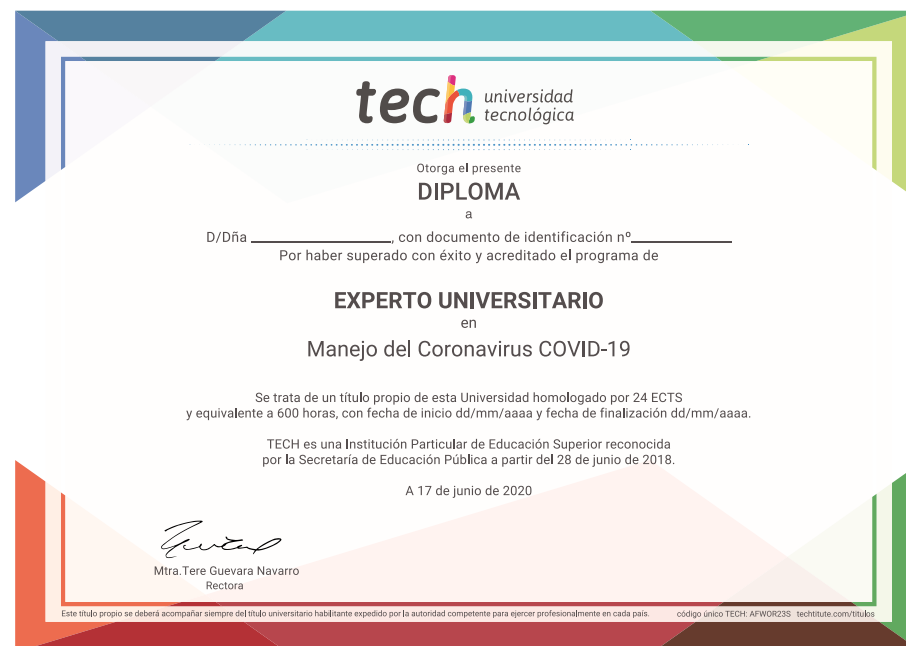 tech universidad
tecnológica
Otorga el presente
DIPLOMA
a
D/Dña ____________________, con documento de identificación nº______________
Por haber superado con éxito y acreditado el programa de
EXPERTO UNIVERSITARIO
en
Manejo del Coronavirus COVID-19
Se trata de un título propio de esta Universidad homologado por 24 ECTS
y equivalente a 600 horas, con fecha de inicio dd/mm/aaaa y fecha de finalización dd/mm/aaaa.
TECH es una Institución Particular de Educación Superior reconocida
por la Secretaría de Educación Pública a partir del 28 de junio de 2018.
A 17 de junio de 2020
Mtra.Tere Guevara Navarro
Rectora
Este título propio se deberá acompañar siempre del título universitario habilitante expedido por la autoridad competente para ejercer profesionalmente en cada país. código único TECH: AFWOR23S techtitute.com/titulos